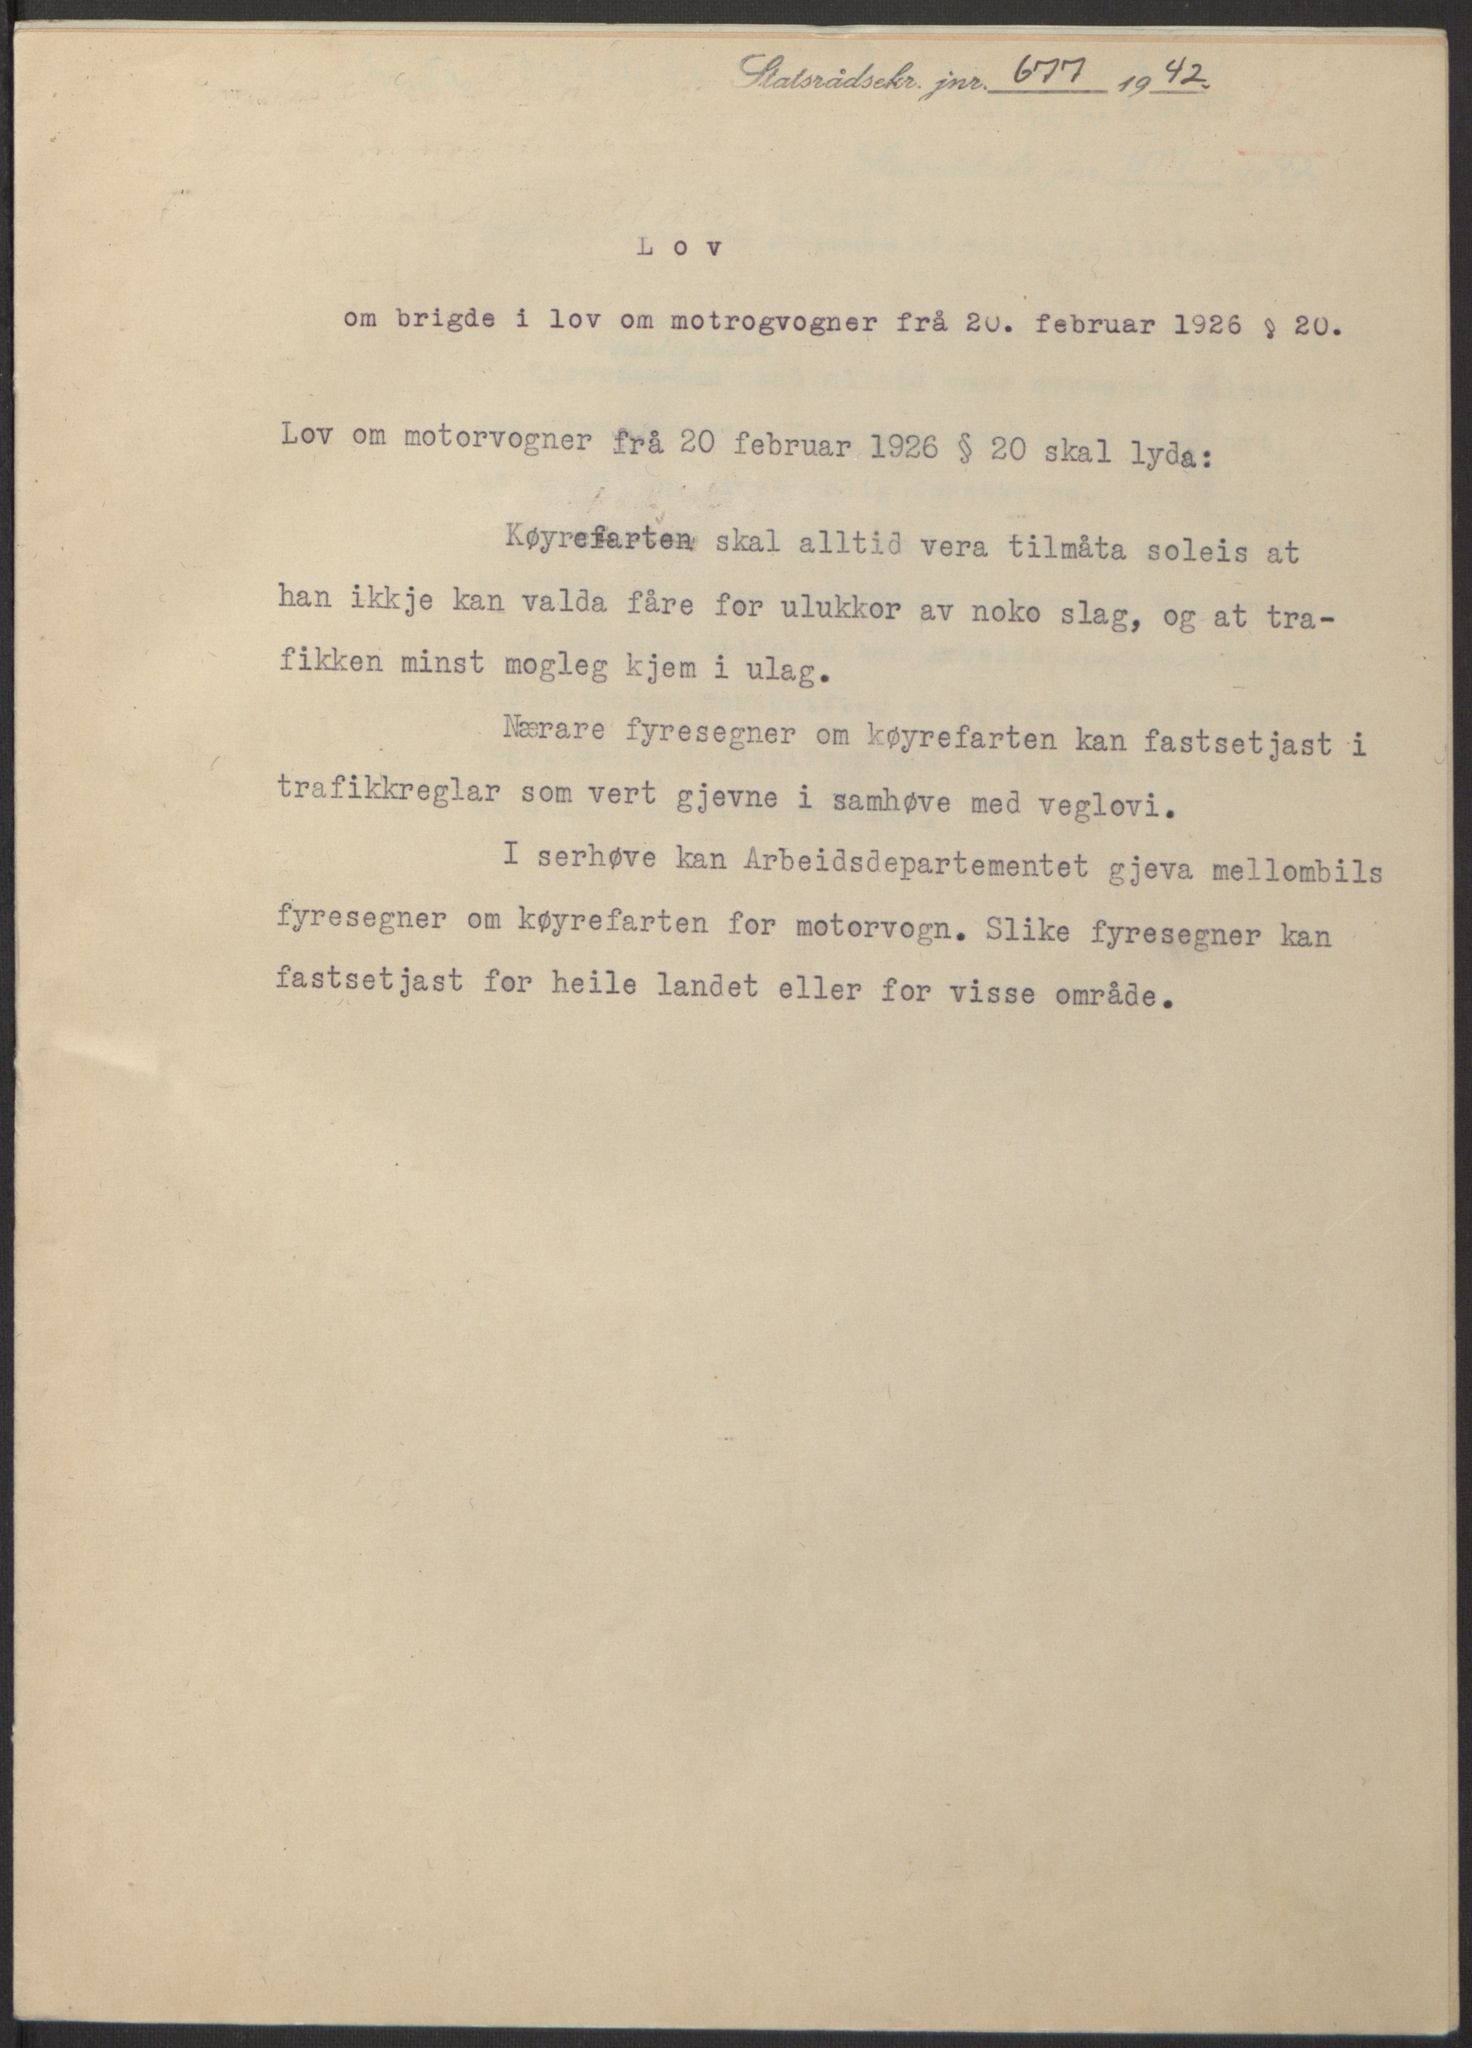 Statsrådsekr. jnr. 677 1942.
Lov
om brigde i lov om motrogvogner frå 20. februar 1926 § 20.
Lov om motorvogner frå 20 februar 1926 § 20 skal lyda:
Køyrefarten skal alltid vera tilmåta soleis at
han ikkje kan valda fåre for ulukkor av noko slag, og at tra-
fikken minst mogleg kjem i ulag.
Nærare fyresegner om køyrefarten kan fastsetjast i
trafikkreglar som vert gjevne i samhøve med veglovi.
I serhøve kan Arbeidsdepartementet gjeva mellombils
fyresegner om køyrefarten for motorvogn. Slike fyresegner kan
fastsetjast for heile landet eller for visse område.